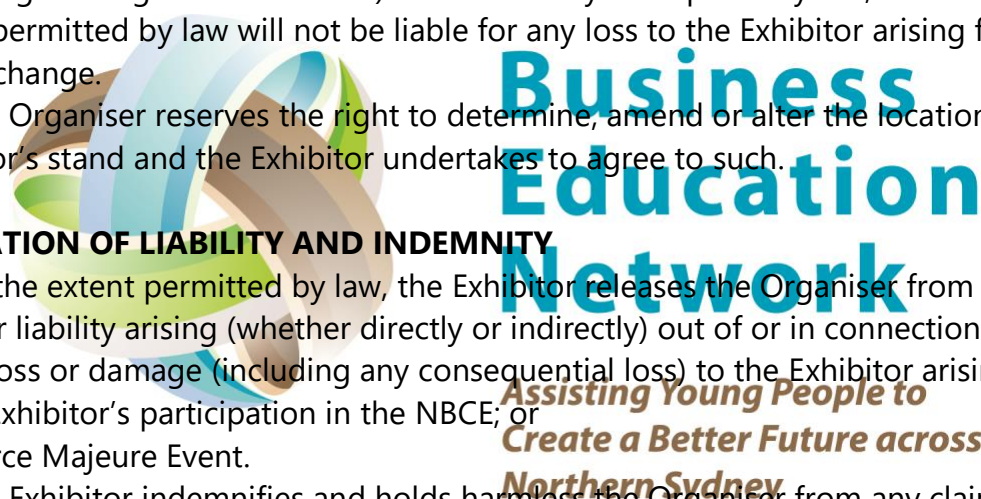 permitted by law will not be liable for any loss to the Exhibitor arising
change.
Organiser reserves the right to determine, amend or alter the location
or's stand and the Exhibitor undertakes to agree to such.
ATION OF LIABILITY AND INDEMNITY
the extent permitted by law, the Exhibitor releases the Organiser from
liability arising (whether directly or indirectly) out of or in connection
loss or damage (including any consequential loss) to the Exhibitor arisi
Exhibitor's participation in the NBCE; or
rce Majeure Event.
Exhibitor indemnifies and holds harmless the Organiser from any clai
Business
Education
Network
Assisting Young People to
Create a Better Future across
Northern Sydney